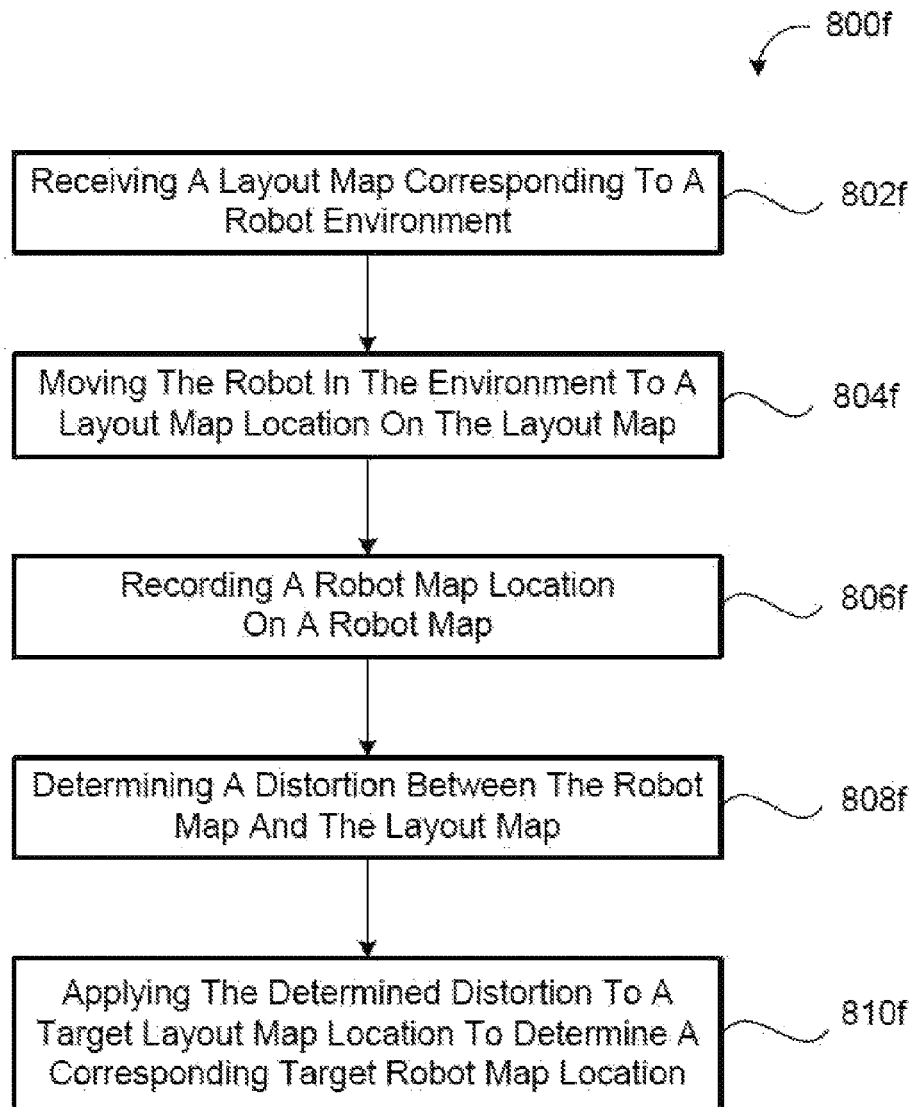 800f
Receiving A Layout Map Corresponding To A
Robot Environment
802f
Moving The Robot In The Environment To A
Layout Map Location On The Layout Map
804f
Recording A Robot Map Location
On A Robot Map
806f
Determining A Distortion Between The Robot
Map And The Layout Map
808f
Applying The Determined Distortion To A
Target Layout Map Location To Determine A
Corresponding Target Robot Map Location
810f